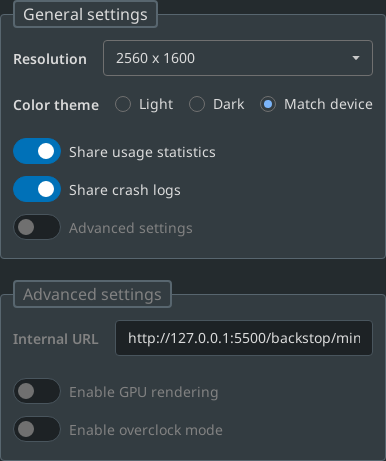 General settings
Resolution 2560 x 1600
Color theme Light Dark Match device
Share usage statistics
Share crash logs
Advanced settings
Advanced settings
Internal URL http://127.0.0.1:5500/backstop/min
Enable GPU rendering
Enable overclock mode